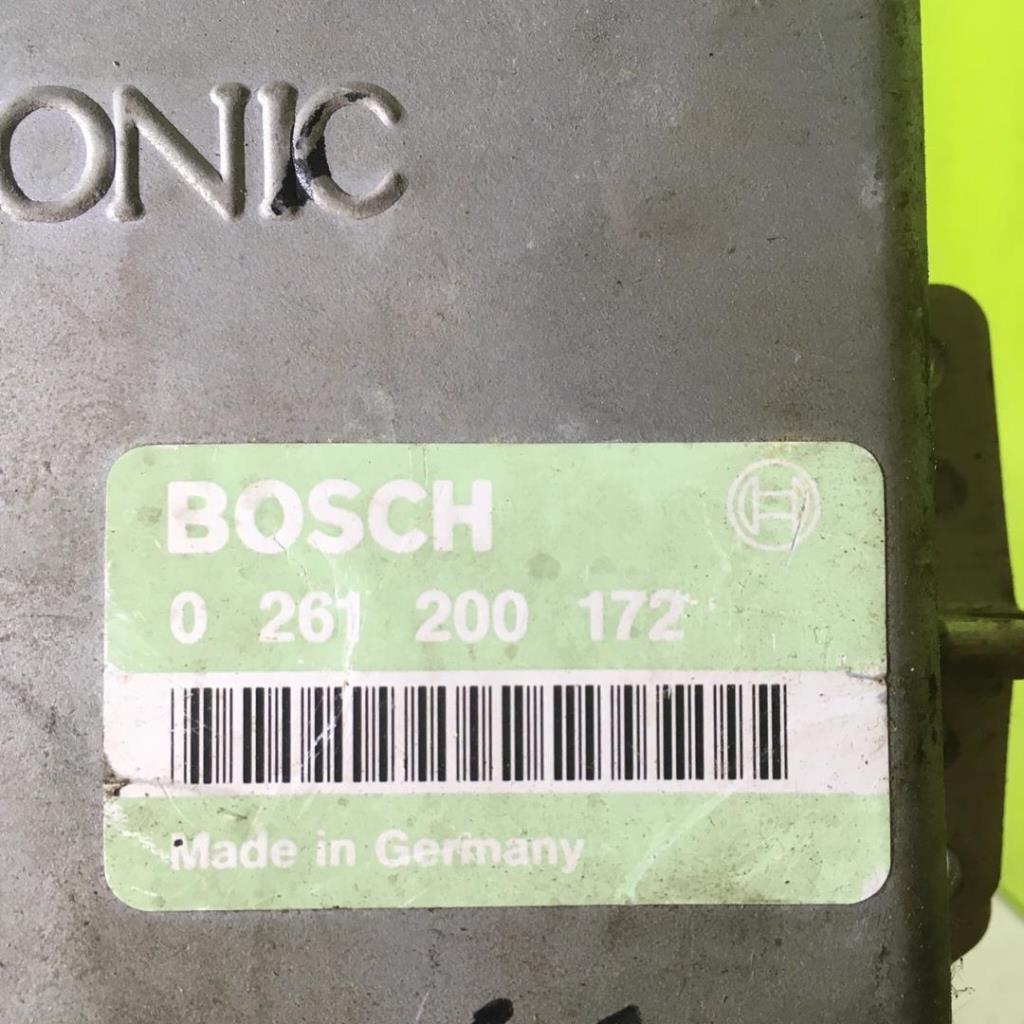 ONIC
BOSCH
0 261 200 172
Made in Germany